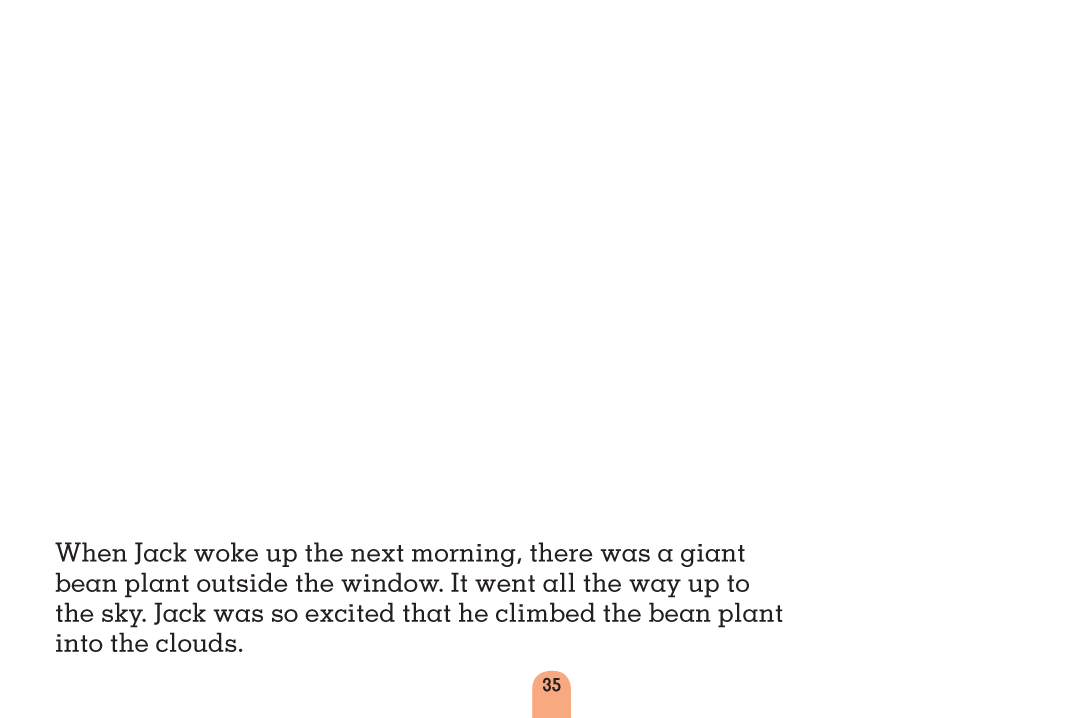 When Jack woke up the next morning, there was a giant
bean plant outside the window. It went all the way up to
the sky. Jack was so excited that he climbed the bean plant
into the clouds.
35